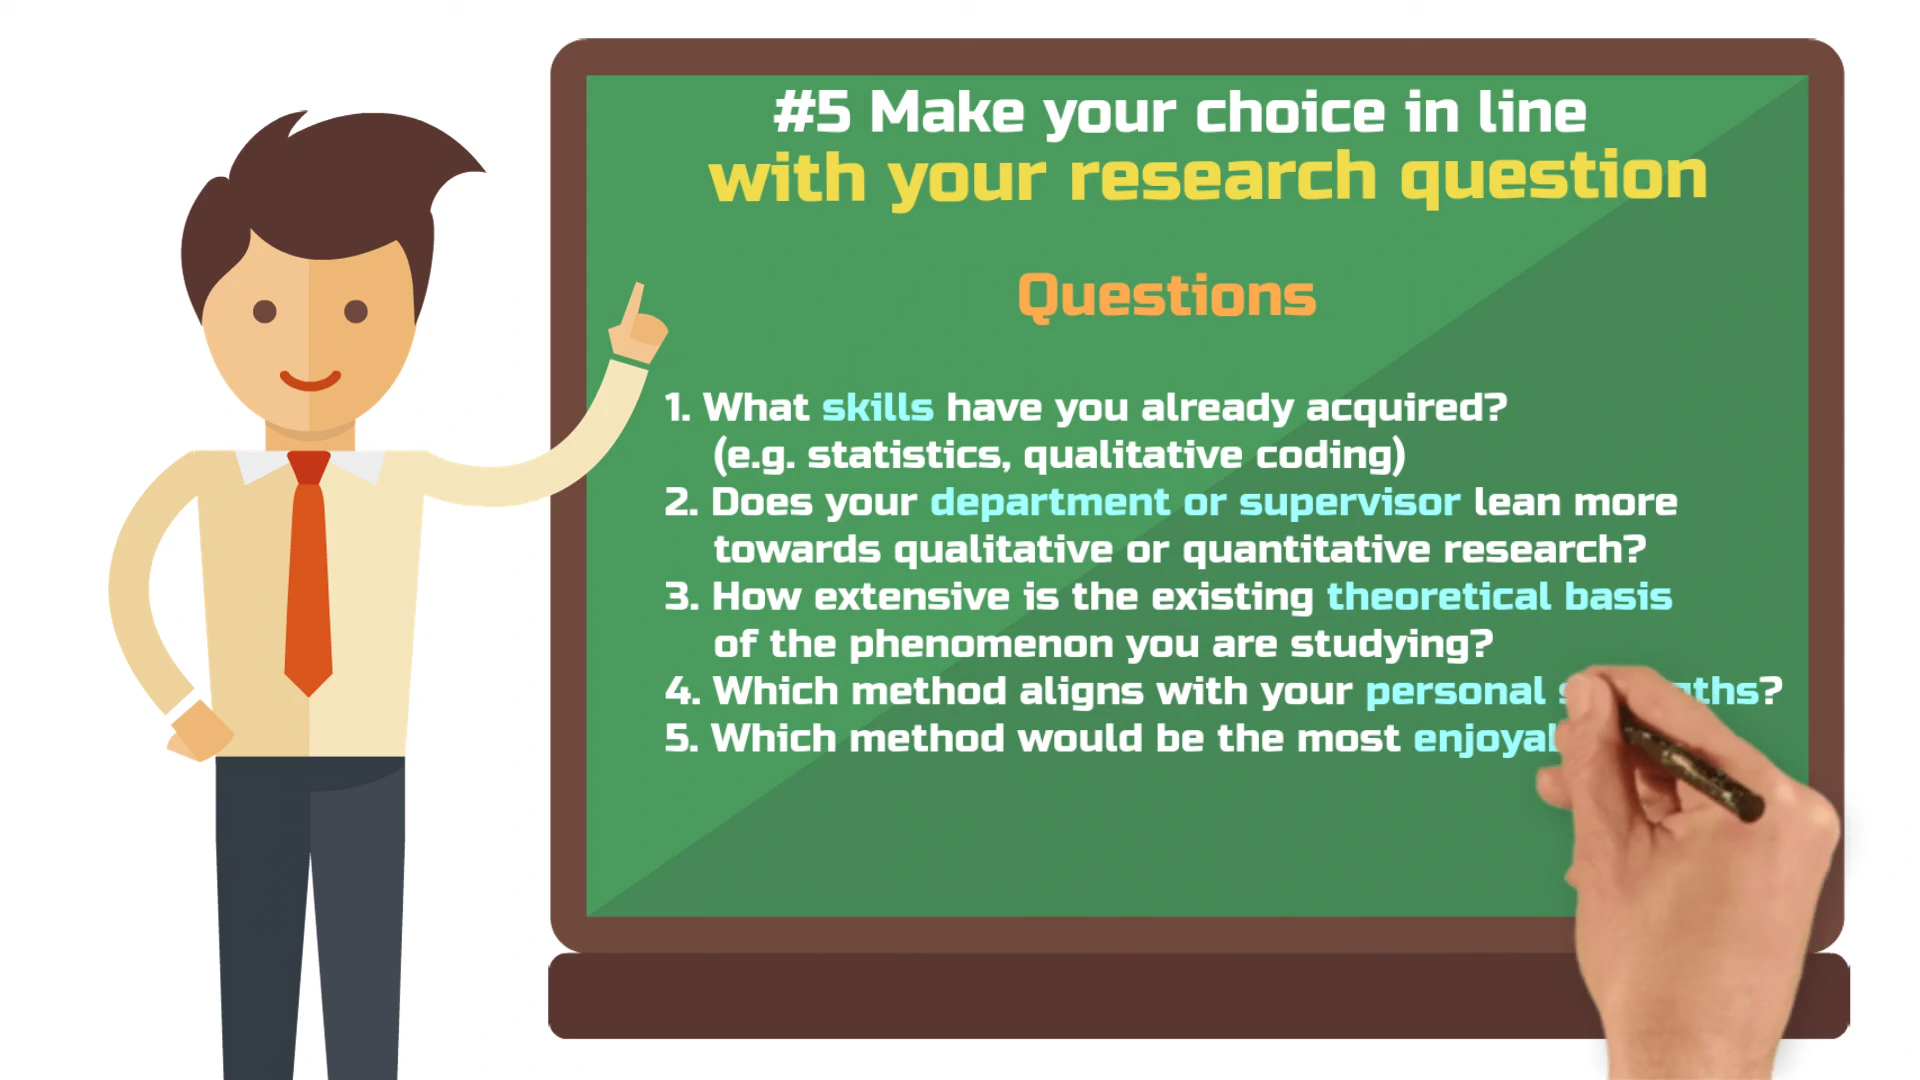 #5 Make your choice in line
with your research question
Questions
1. What skills have you already acquired?
(e.g. statistics, qualitative coding)
2. Does your department or supervisor lean more
towards qualitative or quantitative research?
3. How extensive is the existing theoretical basis
of the phenomenon you are studying?
4. Which method aligns with your personal ?
5. Which method would be the most